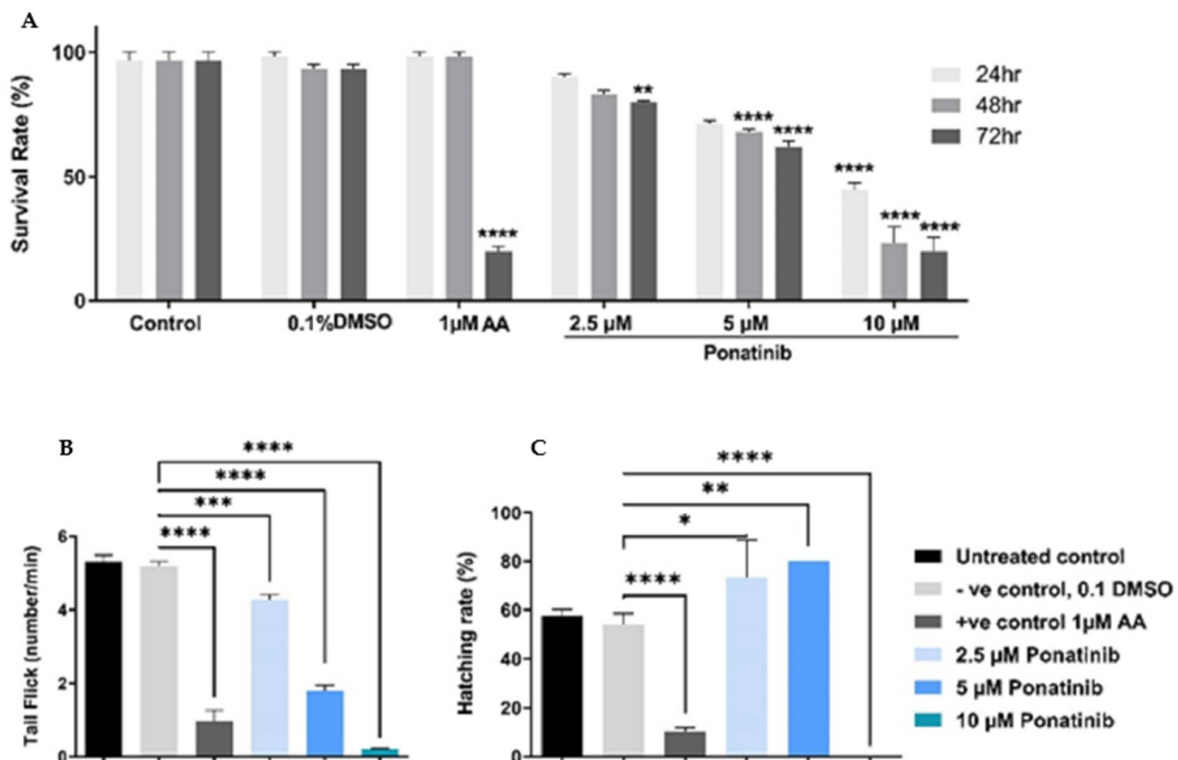 A
Survival Rate (%)
100
50
0
24hr
48hr
72hr
**
****
****
****
****
****
****
Control
0.1%DMSO
1µM AA
2.5 µM
5 µM
10 µM
Ponatinib
B
Tail Flick (number/min)
6
4
2
0
****
****
***
****
C
Hatching rate (%)
100
80
60
40
20
0
****
**
*
****
Untreated control
- ve control, 0.1 DMSO
+ve control 1µM AA
2.5 µM Ponatinib
5 µM Ponatinib
10 µM Ponatinib